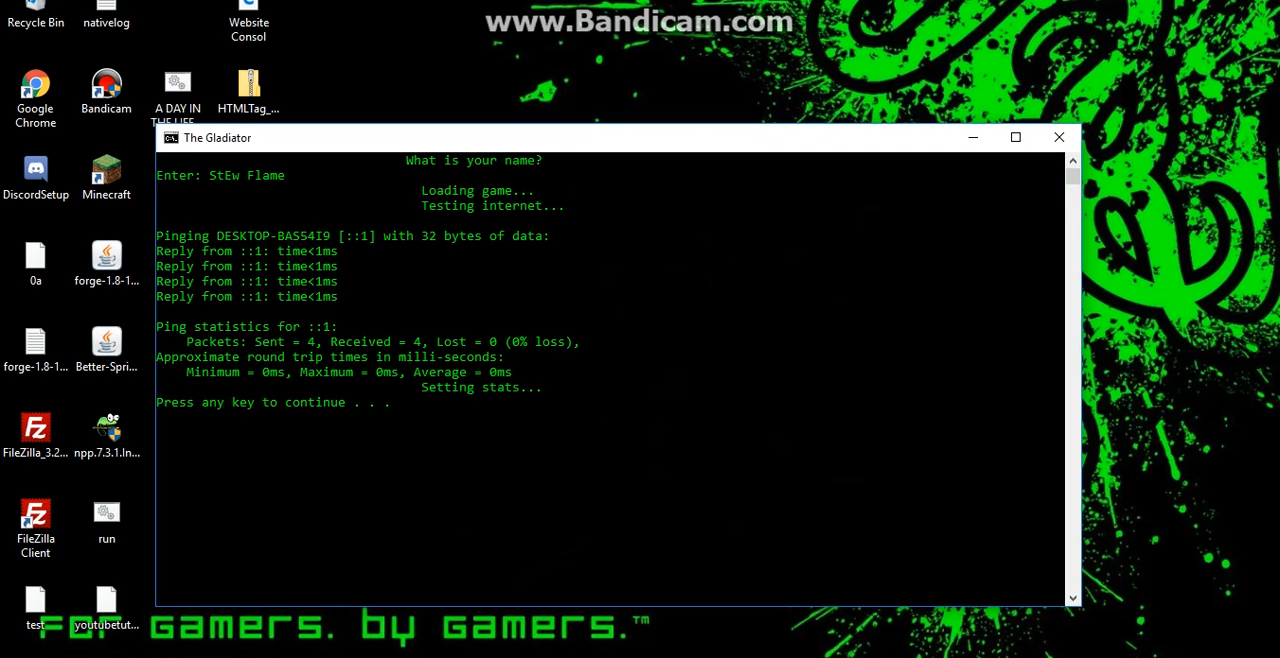 www.Bandicam.com
Recycle Bin
nativelog
Website
Consol
Google
Chrome
Bandicam
A DAY IN
THE LIFE...
HTMLTag_...
The Gladiator
What is your name?
Enter: StEw Flame
Loading game...
Testing internet...
Pinging DESKTOP-BAS54I9 [::1] with 32 bytes of data:
Reply from ::1: time<1ms
Reply from ::1: time<1ms
Reply from ::1: time<1ms
Reply from ::1: time<1ms
Ping statistics for ::1:
Packets: Sent = 4, Received = 4, Lost = 0 (0% loss),
Approximate round trip times in milli-seconds:
Minimum = 0ms, Maximum = 0ms, Average = 0ms
Setting stats...
Press any key to continue . . .
DiscordSetup
Minecraft
0a
forge-1.8-1...
forge-1.8-1...
Better-Spri...
FileZilla_3.2...
npp.7.3.1.In...
FileZilla
Client
run
test
youtubetut...
FOR GAMERS. BY GAMERS.™